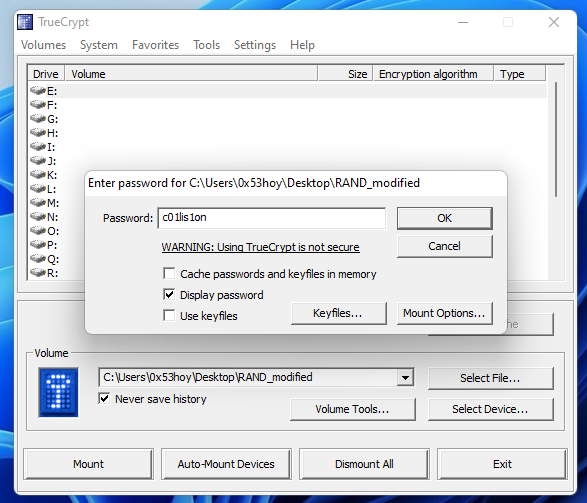 TrueCrypt
Volumes System Favorites Tools Settings Help
Drive Volume Size Encryption algorithm Type
E:
F:
G:
H:
I:
J:
K:
L:
M:
N:
O:
P:
Q:
R:
Enter password for C:\Users\0x53hoy\Desktop\RAND_modified
Password: c01lis1on OK
WARNING: Using TrueCrypt is not secure Cancel
Cache passwords and keyfiles in memory
Display password
Use keyfiles Keyfiles... Mount Options...
Volume
C:\Users\0x53hoy\Desktop\RAND_modified Select File...
Never save history
Volume Tools... Select Device...
Mount Auto-Mount Devices Dismount All Exit